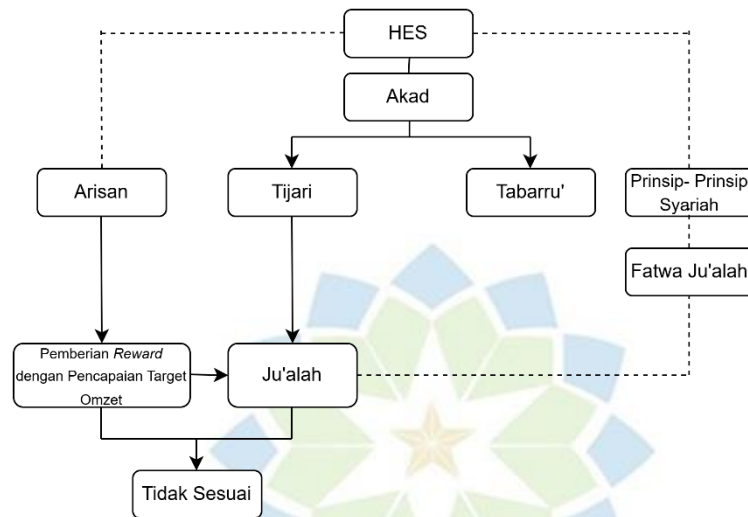 HES
Akad
Arisan
Tijari
Tabarru'
Prinsip- Prinsip
Syariah
Fatwa Ju'alah
Pemberian Reward
dengan Pencapaian Target
Omzet
Ju'alah
Tidak Sesuai